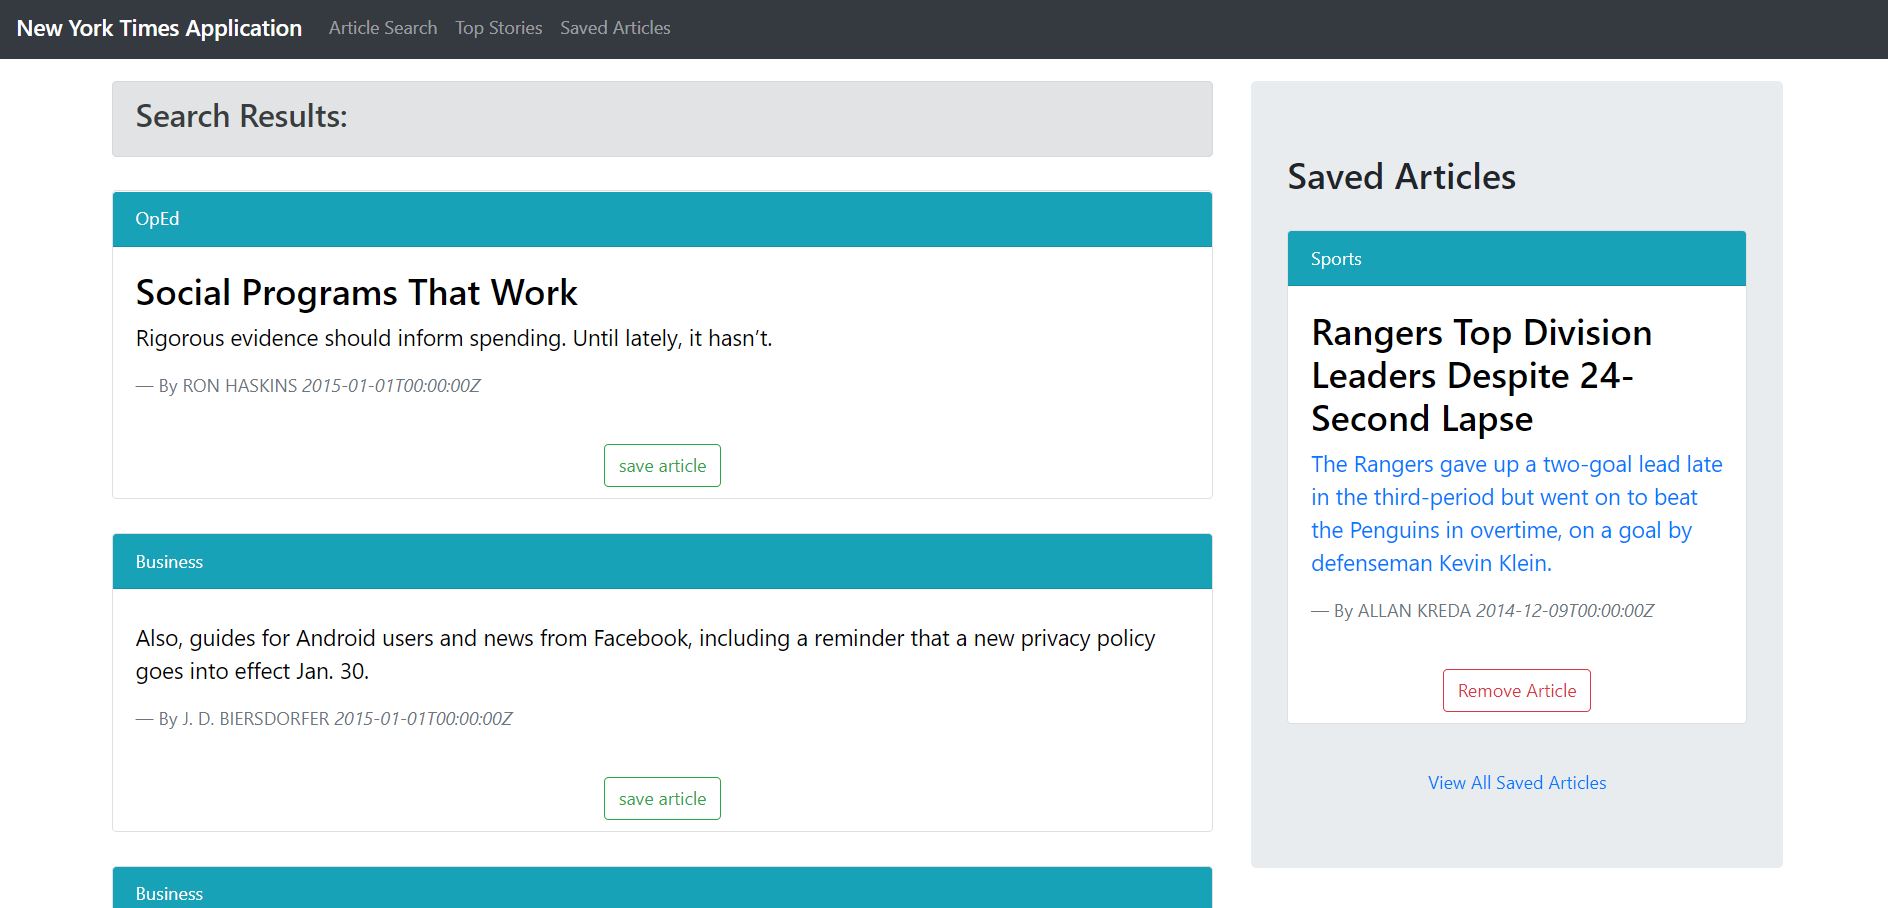 New York Times Application
Article Search
Top Stories
Saved Articles
Search Results:
OpEd
Social Programs That Work
Rigorous evidence should inform spending. Until lately, it hasn’t.
— By RON HASKINS 2015-01-01T00:00:00Z
save article
Business
Also, guides for Android users and news from Facebook, including a reminder that a new privacy policy
goes into effect Jan. 30.
— By J. D. BIERSDORFER 2015-01-01T00:00:00Z
save article
Business
Saved Articles
Sports
Rangers Top Division
Leaders Despite 24-
Second Lapse
The Rangers gave up a two-goal lead late
in the third-period but went on to beat
the Penguins in overtime, on a goal by
defenseman Kevin Klein.
— By ALLAN KREDA 2014-12-09T00:00:00Z
Remove Article
View All Saved Articles